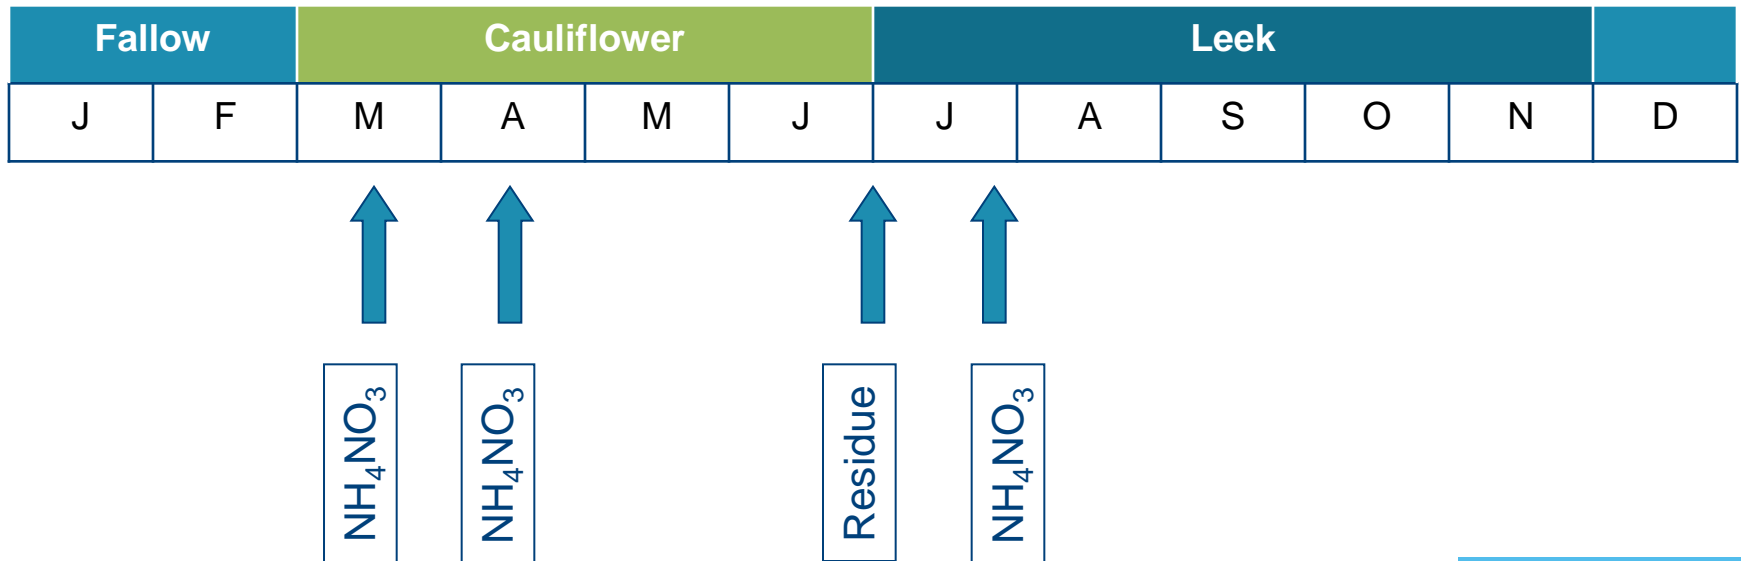 Fallow Cauliflower Leek
J F M A M J J A S O N D
NH₄NO₃ NH₄NO₃ Residue NH₄NO₃